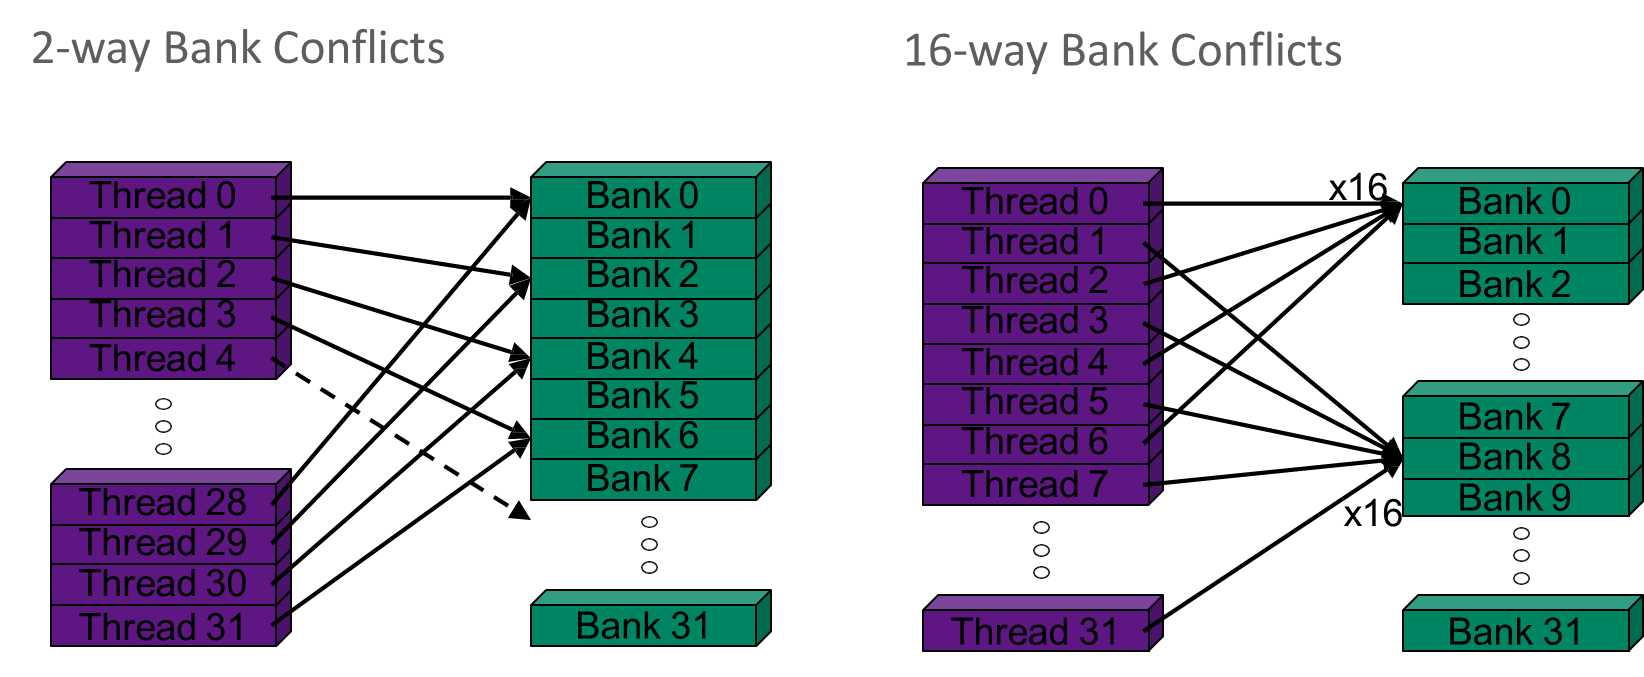 2-way Bank Conflicts
Thread 0
Thread 1
Thread 2
Thread 3
Thread 4
Thread 28
Thread 29
Thread 30
Thread 31
Bank 0
Bank 1
Bank 2
Bank 3
Bank 4
Bank 5
Bank 6
Bank 7
Bank 31
16-way Bank Conflicts
Thread 0
Thread 1
Thread 2
Thread 3
Thread 4
Thread 5
Thread 6
Thread 7
Thread 31
x16
x16
Bank 0
Bank 1
Bank 2
Bank 7
Bank 8
Bank 9
Bank 31